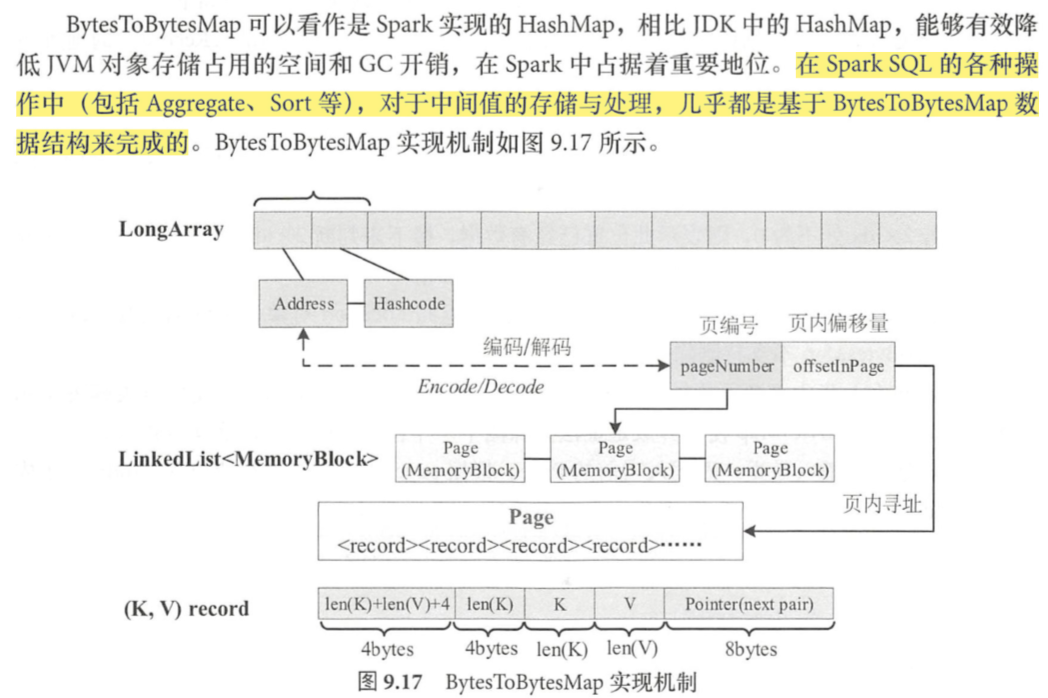 BytesToBytesMap 可以看作是 Spark 实现的 HashMap，相比 JDK 中的 HashMap，能够有效降
低 JVM 对象存储占用的空间和 GC 开销，在 Spark 中占据着重要地位。在 Spark SQL 的各种操
作中（包括 Aggregate、Sort 等），对于中间值的存储与处理，几乎都是基于 BytesToBytesMap 数
据结构来完成的。BytesToBytesMap 实现机制如图 9.17 所示。
LongArray
Address
Hashcode
编码/解码
Encode/Decode
页编号
页内偏移量
pageNumber
offsetInPage
LinkedList<MemoryBlock>
Page
(MemoryBlock)
Page
(MemoryBlock)
Page
(MemoryBlock)
页内寻址
Page
<record><record><record><record>……
(K, V) record
len(K)+len(V)+4
len(K)
K
V
Pointer(next pair)
4bytes
4bytes
len(K)
len(V)
8bytes
图 9.17 BytesToBytesMap 实现机制